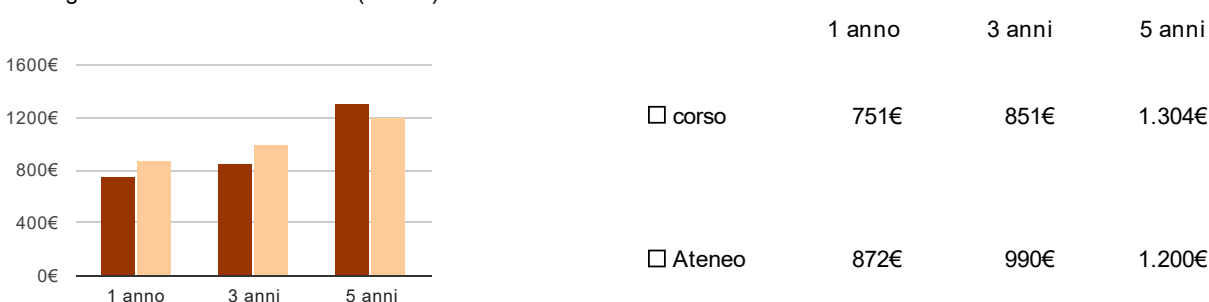 1600€
1200€
800€
400€
0€
1 anno 3 anni 5 anni
1 anno 3 anni 5 anni
corso 751€ 851€ 1.304€
Ateneo 872€ 990€ 1.200€